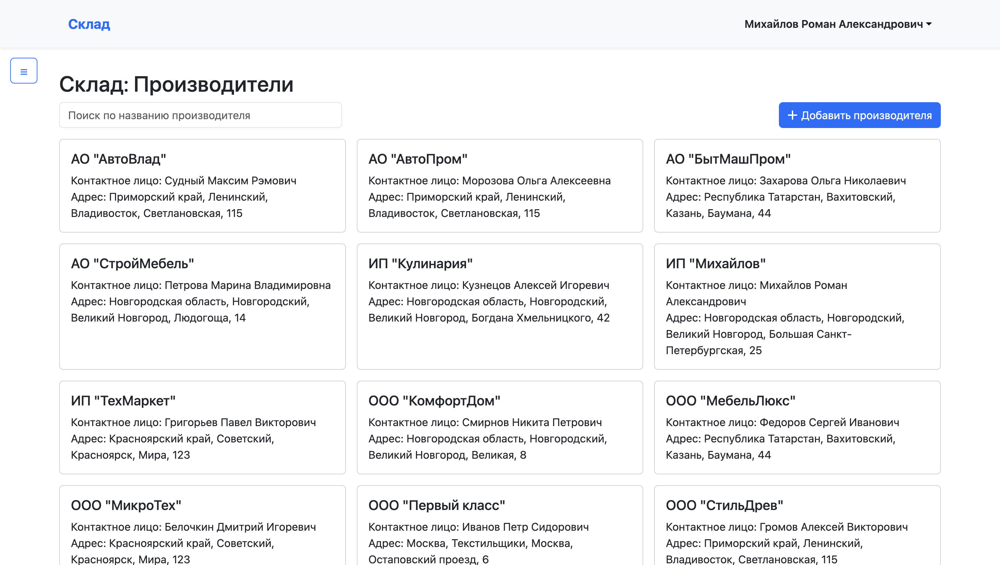 Склад
Михайлов Роман Александрович
Склад: Производители
Поиск по названию производителя
Добавить производителя
АО "АвтоВлад"
Контактное лицо: Судный Максим Рэмович
Адрес: Приморский край, Ленинский,
Владивосток, Светлановская, 115
АО "АвтоПром"
Контактное лицо: Морозова Ольга Алексеевна
Адрес: Приморский край, Ленинский,
Владивосток, Светлановская, 115
АО "БытМашПром"
Контактное лицо: Захарова Ольга Николаевич
Адрес: Республика Татарстан, Вахитовский,
Казань, Баумана, 44
АО "СтройМебель"
Контактное лицо: Петрова Марина Владимировна
Адрес: Новгородская область, Новгородский,
Великий Новгород, Людогоща, 14
ИП "Кулинария"
Контактное лицо: Кузнецов Алексей Игоревич
Адрес: Новгородская область, Новгородский,
Великий Новгород, Богдана Хмельницкого, 42
ИП "Михайлов"
Контактное лицо: Михайлов Роман
Александрович
Адрес: Новгородская область, Новгородский,
Великий Новгород, Большая Санкт-
Петербургская, 25
ИП "ТехМаркет"
Контактное лицо: Григорьев Павел Викторович
Адрес: Красноярский край, Советский,
Красноярск, Мира, 123
ООО "КомфортДом"
Контактное лицо: Смирнов Никита Петрович
Адрес: Новгородская область, Новгородский,
Великий Новгород, Великая, 8
ООО "МебельЛюкс"
Контактное лицо: Федоров Сергей Иванович
Адрес: Республика Татарстан, Вахитовский,
Казань, Баумана, 44
ООО "МикроТех"
Контактное лицо: Белочкин Дмитрий Игоревич
Адрес: Красноярский край, Советский,
Красноярск, Мира, 123
ООО "Первый класс"
Контактное лицо: Иванов Петр Сидорович
Адрес: Москва, Текстильщики, Москва,
Остаповский проезд, 6
ООО "СтильДрев"
Контактное лицо: Громов Алексей Викторович
Адрес: Приморский край, Ленинский,
Владивосток, Светлановская, 115